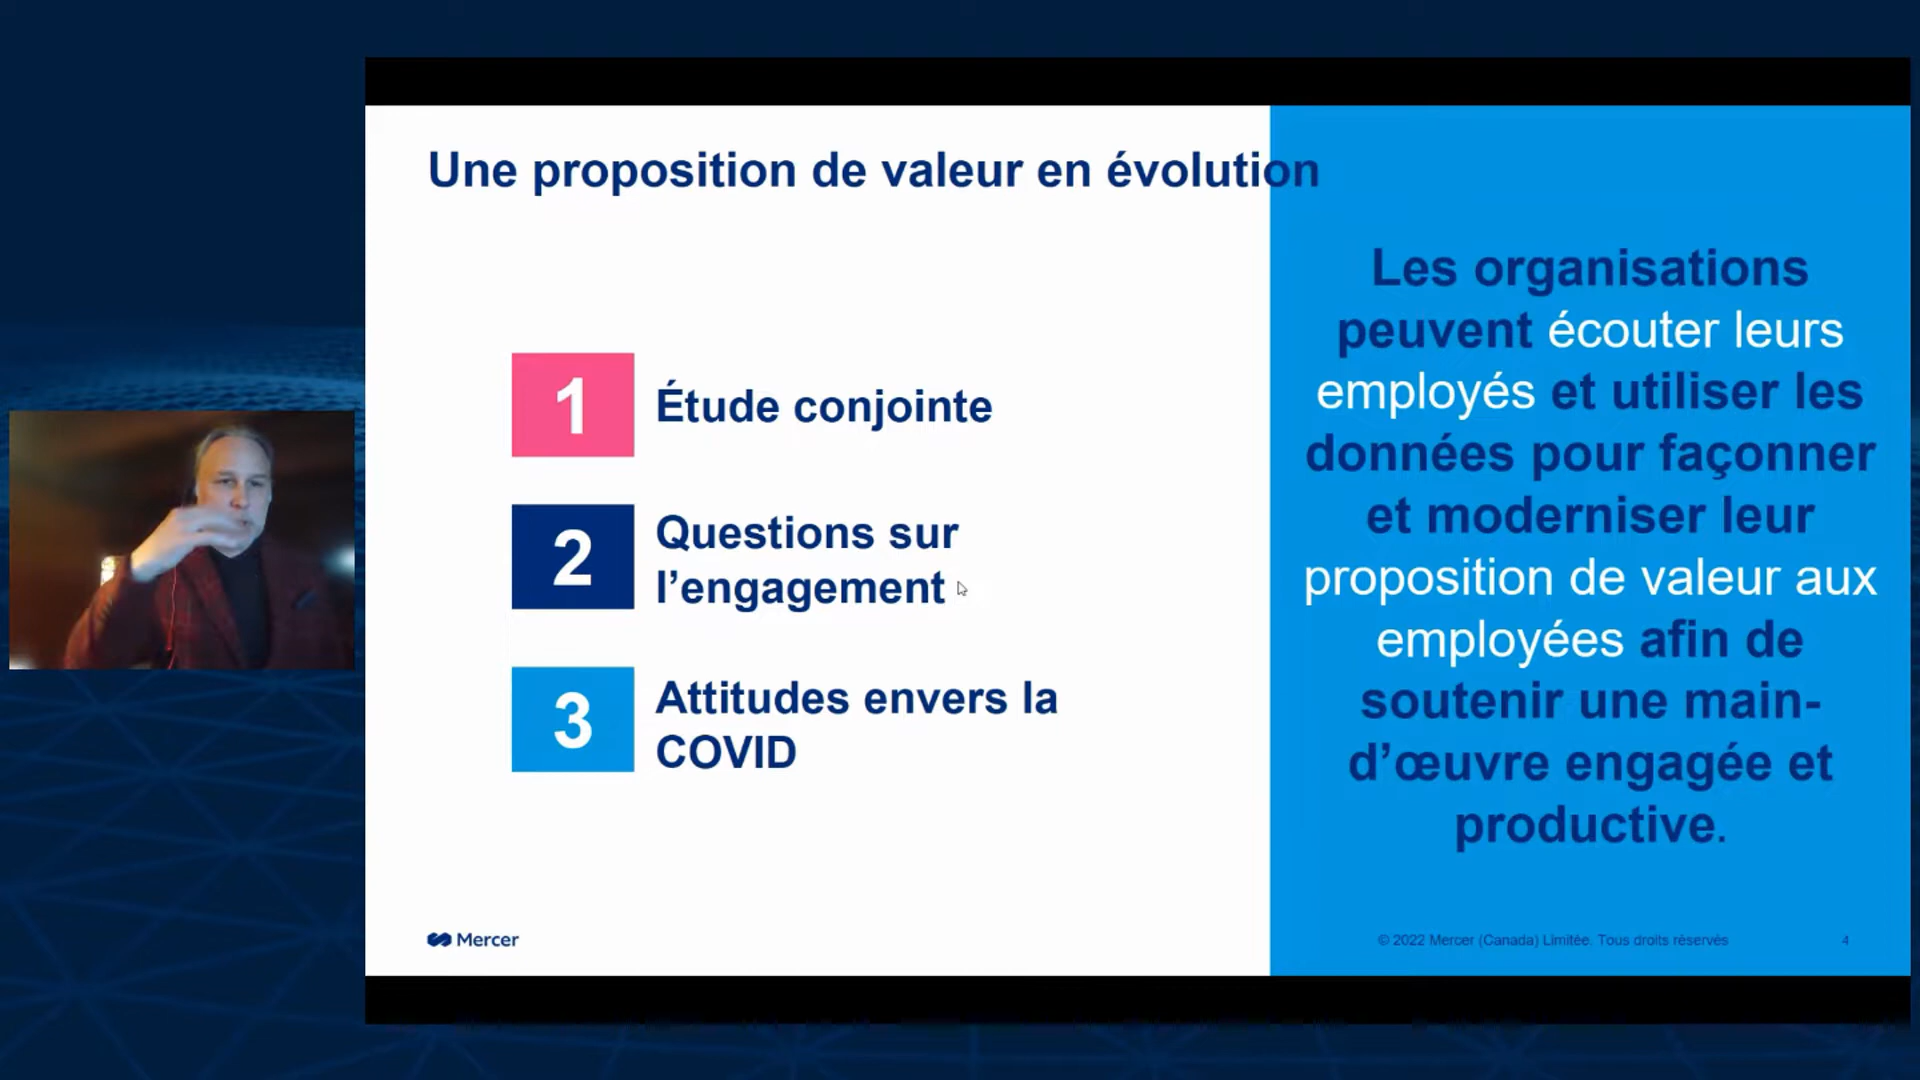 Une proposition de valeur en évolution
1
Étude conjointe
2
Questions sur
l’engagement
3
Attitudes envers la
COVID
Les organisations
peuvent écouter leurs
employés et utiliser les
données pour façonner
et moderniser leur
proposition de valeur aux
employées afin de
soutenir une main-
d’œuvre engagée et
productive.
Mercer
© 2022 Mercer (Canada) Limitée. Tous droits réservés
4